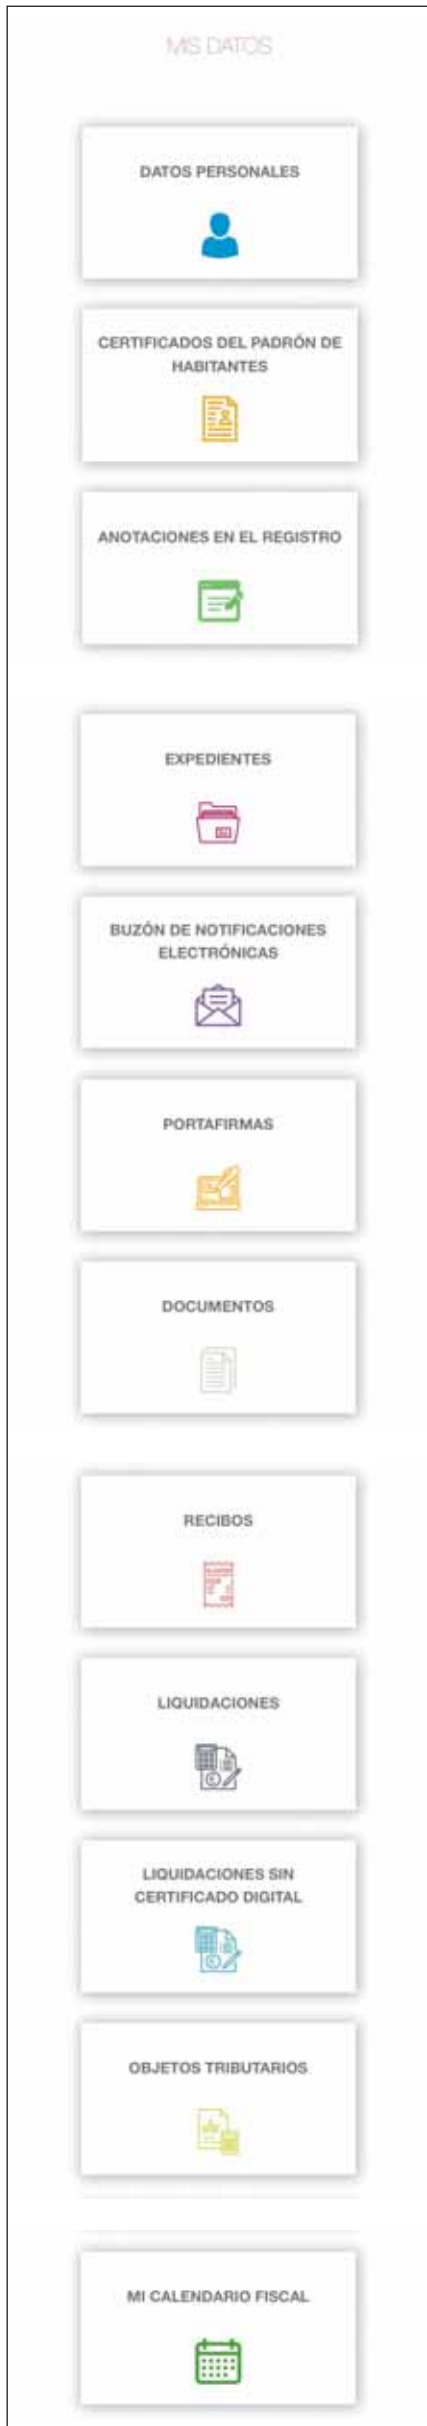 MIS DATOS
DATOS PERSONALES
CERTIFICADOS DEL PADRÓN DE
HABITANTES
ANOTACIONES EN EL REGISTRO
EXPEDIENTES
BUZÓN DE NOTIFICACIONES
ELECTRÓNICAS
PORTAFIRMAS
DOCUMENTOS
RECIBOS
LIQUIDACIONES
LIQUIDACIONES SIN
CERTIFICADO DIGITAL
OBJETOS TRIBUTARIOS
MI CALENDARIO FISCAL